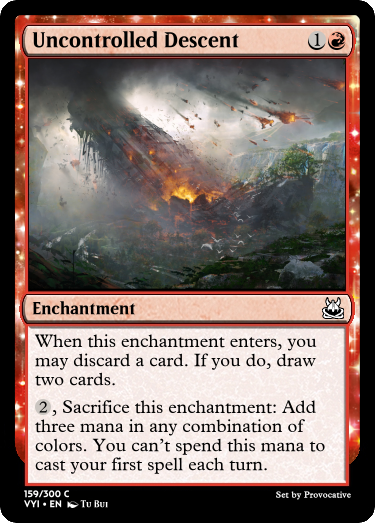 Uncontrolled Descent 1
Enchantment
When this enchantment enters, you
may discard a card. If you do, draw
two cards.
2, Sacrifice this enchantment: Add
three mana in any combination of
colors. You can't spend this mana to
cast your first spell each turn.
159/300 C
VYI • EN Tu Bui
Set by Provocative